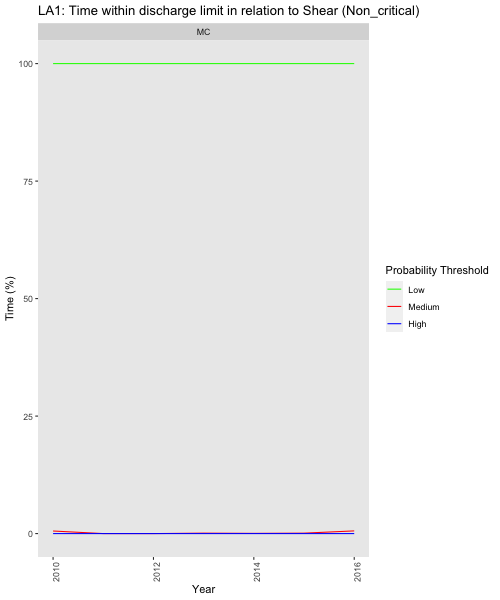 LA1: Time within discharge limit in relation to Shear (Non_critical)
MC
100
75
50
25
0
Time (%)
2010
2012
2014
2016
Year
Probability Threshold
Low
Medium
High